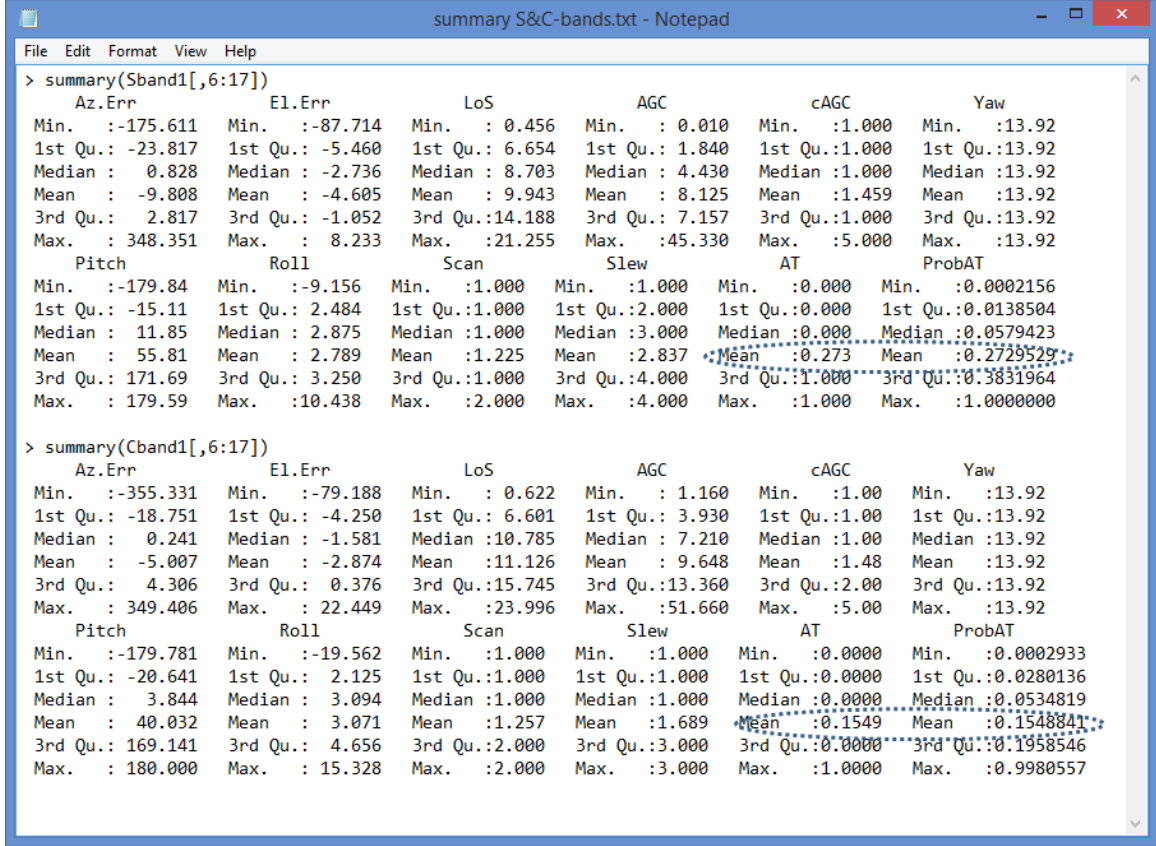 summary S&C-bands.txt - Notepad
File Edit Format View Help
> summary(Sband1[,6:17])
Az.Err El.Err LoS AGC cAGC Yaw
Min. :-175.611 Min. :-87.714 Min. : 0.456 Min. : 0.010 Min. :1.000 Min. :13.92
1st Qu.: -23.817 1st Qu.: -5.460 1st Qu.: 6.654 1st Qu.: 1.840 1st Qu.:1.000 1st Qu.:13.92
Median : 0.828 Median : -2.736 Median : 8.703 Median : 4.430 Median :1.000 Median :13.92
Mean : -9.808 Mean : -4.605 Mean : 9.943 Mean : 8.125 Mean :1.459 Mean :13.92
3rd Qu.: 2.817 3rd Qu.: -1.052 3rd Qu.:14.188 3rd Qu.: 7.157 3rd Qu.:1.000 3rd Qu.:13.92
Max. : 348.351 Max. : 8.233 Max. :21.255 Max. :45.330 Max. :5.000 Max. :13.92
Pitch Roll Scan Slew AT ProbAT
Min. :-179.84 Min. :-9.156 Min. :1.000 Min. :1.000 Min. :0.000 Min. :0.0002156
1st Qu.: -15.11 1st Qu.: 2.484 1st Qu.:1.000 1st Qu.:2.000 1st Qu.:0.000 1st Qu.:0.0138504
Median : 11.85 Median : 2.875 Median :1.000 Median :3.000 Median :0.000 Median :0.0579423
Mean : 55.81 Mean : 2.789 Mean :1.225 Mean :2.837 Mean :0.273 Mean :0.2729529
3rd Qu.: 171.69 3rd Qu.: 3.250 3rd Qu.:1.000 3rd Qu.:4.000 3rd Qu.:1.000 3rd Qu.:0.3831964
Max. : 179.59 Max. :10.438 Max. :2.000 Max. :4.000 Max. :1.000 Max. :1.0000000
> summary(Cband1[,6:17])
Az.Err El.Err LoS AGC cAGC Yaw
Min. :-355.331 Min. :-79.188 Min. : 0.622 Min. : 1.160 Min. :1.00 Min. :13.92
1st Qu.: -18.751 1st Qu.: -4.250 1st Qu.: 6.601 1st Qu.: 3.930 1st Qu.:1.00 1st Qu.:13.92
Median : 0.241 Median : -1.581 Median :10.785 Median : 7.210 Median :1.00 Median :13.92
Mean : -5.007 Mean : -2.874 Mean :11.126 Mean : 9.648 Mean :1.48 Mean :13.92
3rd Qu.: 4.306 3rd Qu.: 0.376 3rd Qu.:15.745 3rd Qu.:13.360 3rd Qu.:2.00 3rd Qu.:13.92
Max. : 349.406 Max. : 22.449 Max. :23.996 Max. :51.660 Max. :5.00 Max. :13.92
Pitch Roll Scan Slew AT ProbAT
Min. :-179.781 Min. :-19.562 Min. :1.000 Min. :1.000 Min. :0.0000 Min. :0.0002933
1st Qu.: -20.641 1st Qu.: 2.125 1st Qu.:1.000 1st Qu.:1.000 1st Qu.:0.0000 1st Qu.:0.0280136
Median : 3.844 Median : 3.094 Median :1.000 Median :1.000 Median :0.0000 Median :0.0534819
Mean : 40.032 Mean : 3.071 Mean :1.257 Mean :1.689 Mean :0.1549 Mean :0.1548841
3rd Qu.: 169.141 3rd Qu.: 4.656 3rd Qu.:2.000 3rd Qu.:3.000 3rd Qu.:0.0000 3rd Qu.:0.1958546
Max. : 180.000 Max. : 15.328 Max. :2.000 Max. :3.000 Max. :1.0000 Max. :0.9980557